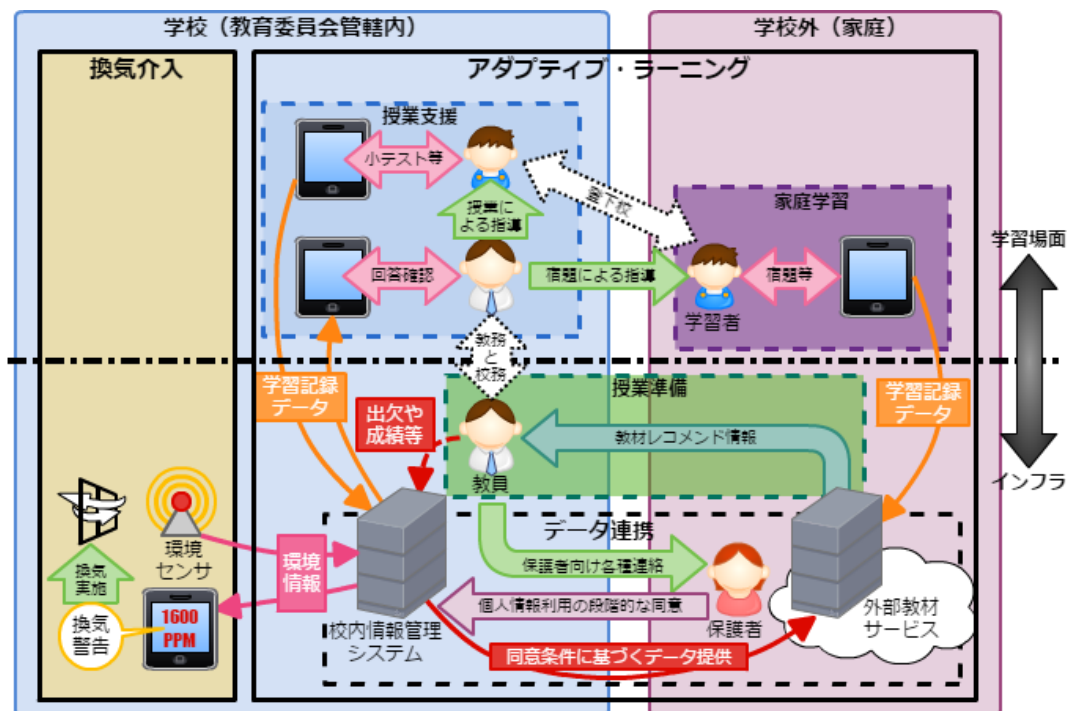 学校（教育委員会管轄内）
学校外（家庭）
換気介入
アダプティブ・ラーニング
授業支援
小テスト等
授業に
よる指導
登下校
家庭学習
回答確認
宿題による指導
宿題等
学習者
学習場面
教務
と
校務
学習記録
データ
出欠や
成績等
授業準備
教材レコメンド情報
学習記録
データ
教員
インフラ
データ連携
環境
センサ
環境
情報
換気
実施
保護者向け各種連絡
個人情報利用の段階的な同意
1600
PPM
換気
警告
校内情報管理
システム
保護者
外部教材
サービス
同意条件に基づくデータ提供